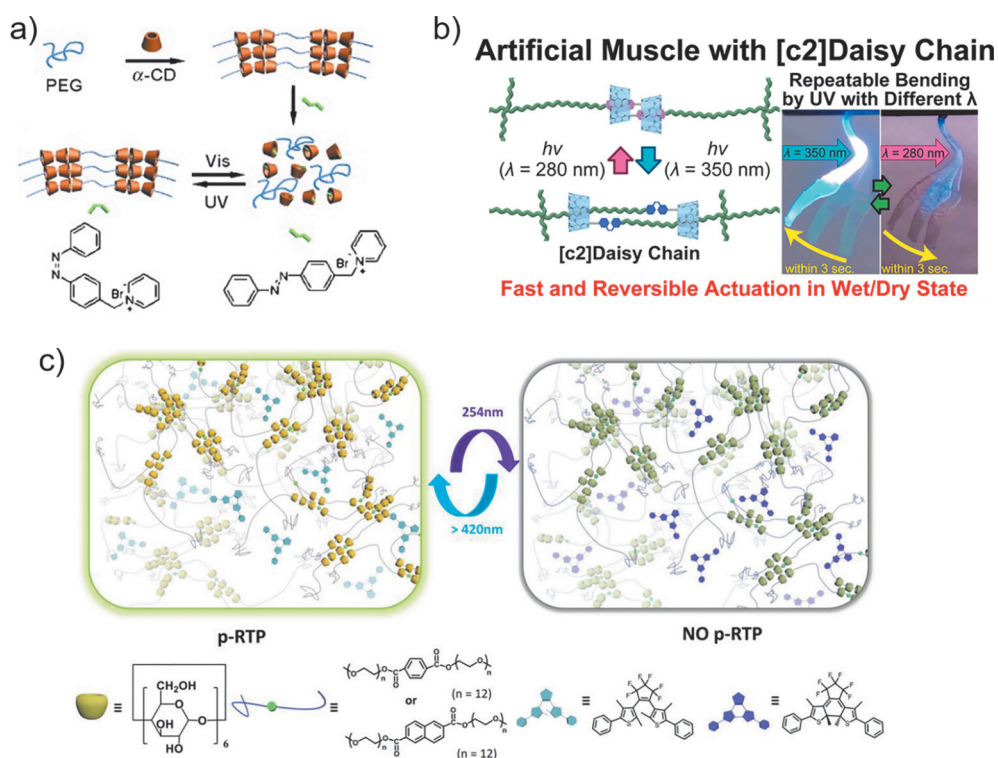 a)
PEG
α-CD
Vis
UV
N
N
Br⁻
N
+
Br⁻
N
N
N
+
b)
Artificial Muscle with [c2]Daisy Chain
Repeatable Bending
by UV with Different λ
hν
(λ = 280 nm)
hν
(λ = 350 nm)
λ = 350 nm
λ = 280 nm
within 3 sec.
within 3 sec.
[c2]Daisy Chain
Fast and Reversible Actuation in Wet/Dry State
c)
254nm
> 420nm
p-RTP
NO p-RTP
≡
CH₂OH
O
OH
HO
HO
O
6
≡
O
n
O
O
O
O
n
(n = 12)
or
O
n
O
O
O
O
n
(n = 12)
≡
F F
F F
F F
S S
≡
F F
F F
F F
S S